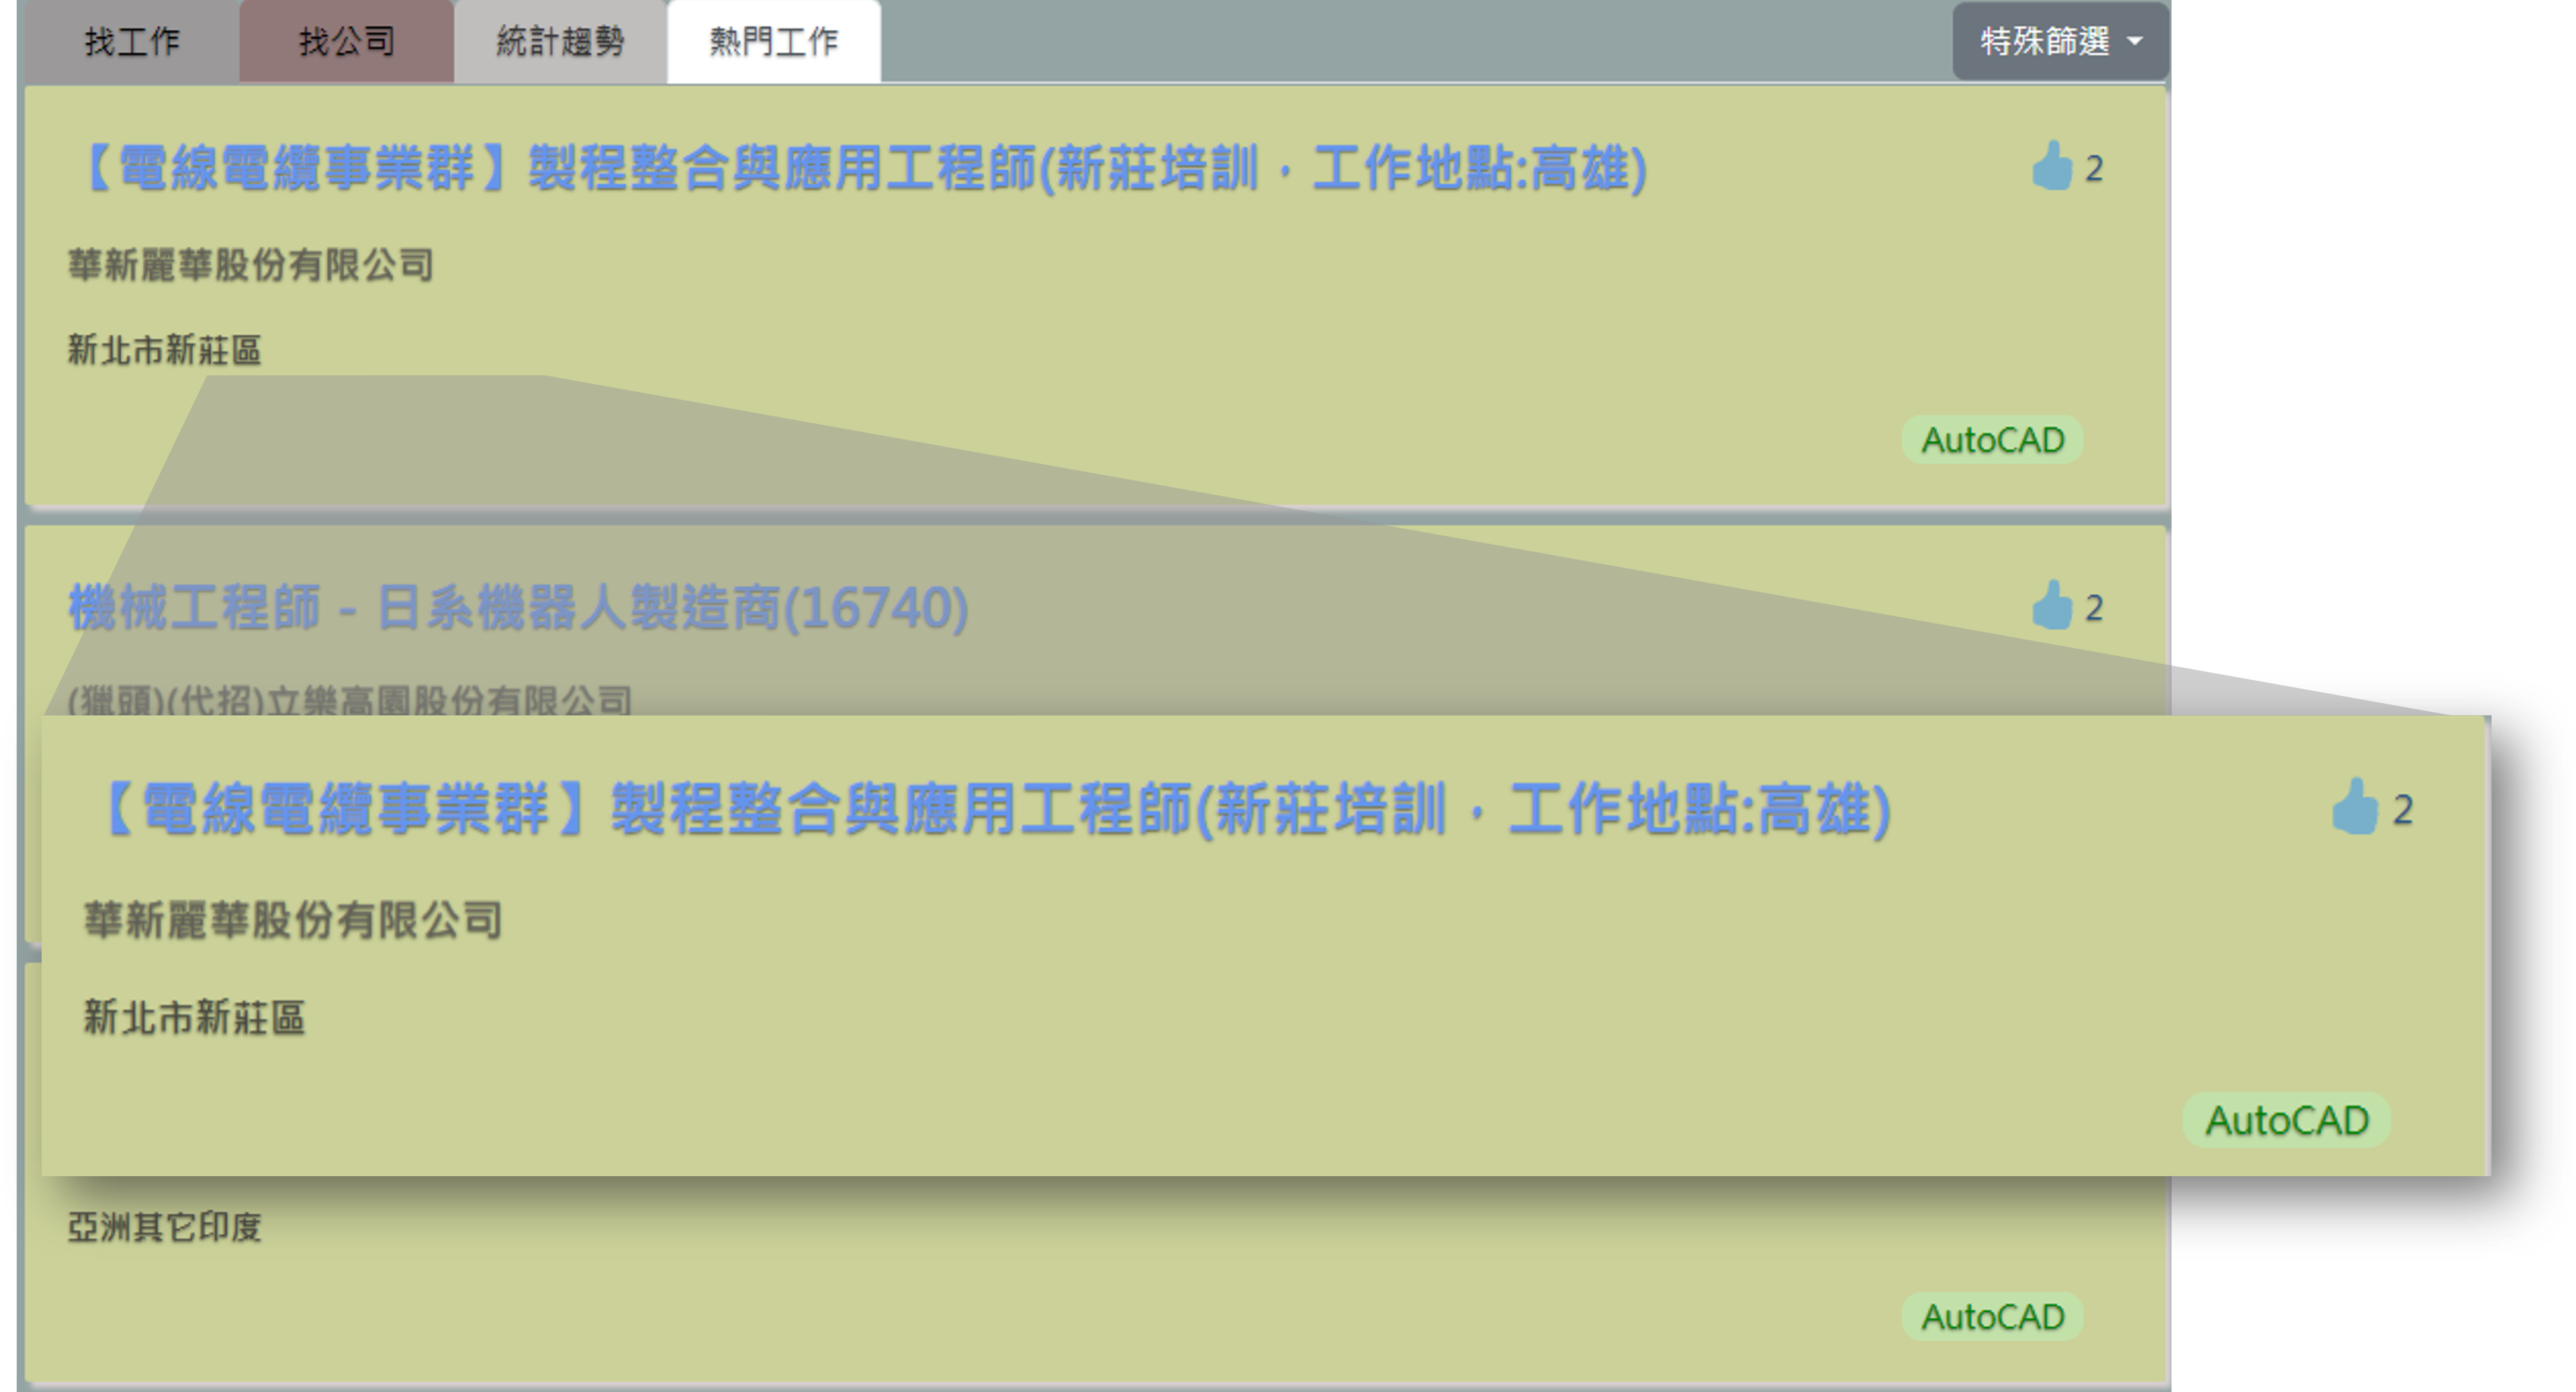 找工作 找公司 統計趨勢 熱門工作 特殊篩選
【電線電纜事業群】製程整合與應用工程師(新莊培訓，工作地點:高雄) 2
華新麗華股份有限公司
新北市新莊區
AutoCAD
機械工程師 - 日系機器人製造商(16740) 2
(獵頭)(代招)立樂高園股份有限公司
【電線電纜事業群】製程整合與應用工程師(新莊培訓，工作地點:高雄) 2
華新麗華股份有限公司
新北市新莊區
AutoCAD
亞洲其它印度
AutoCAD